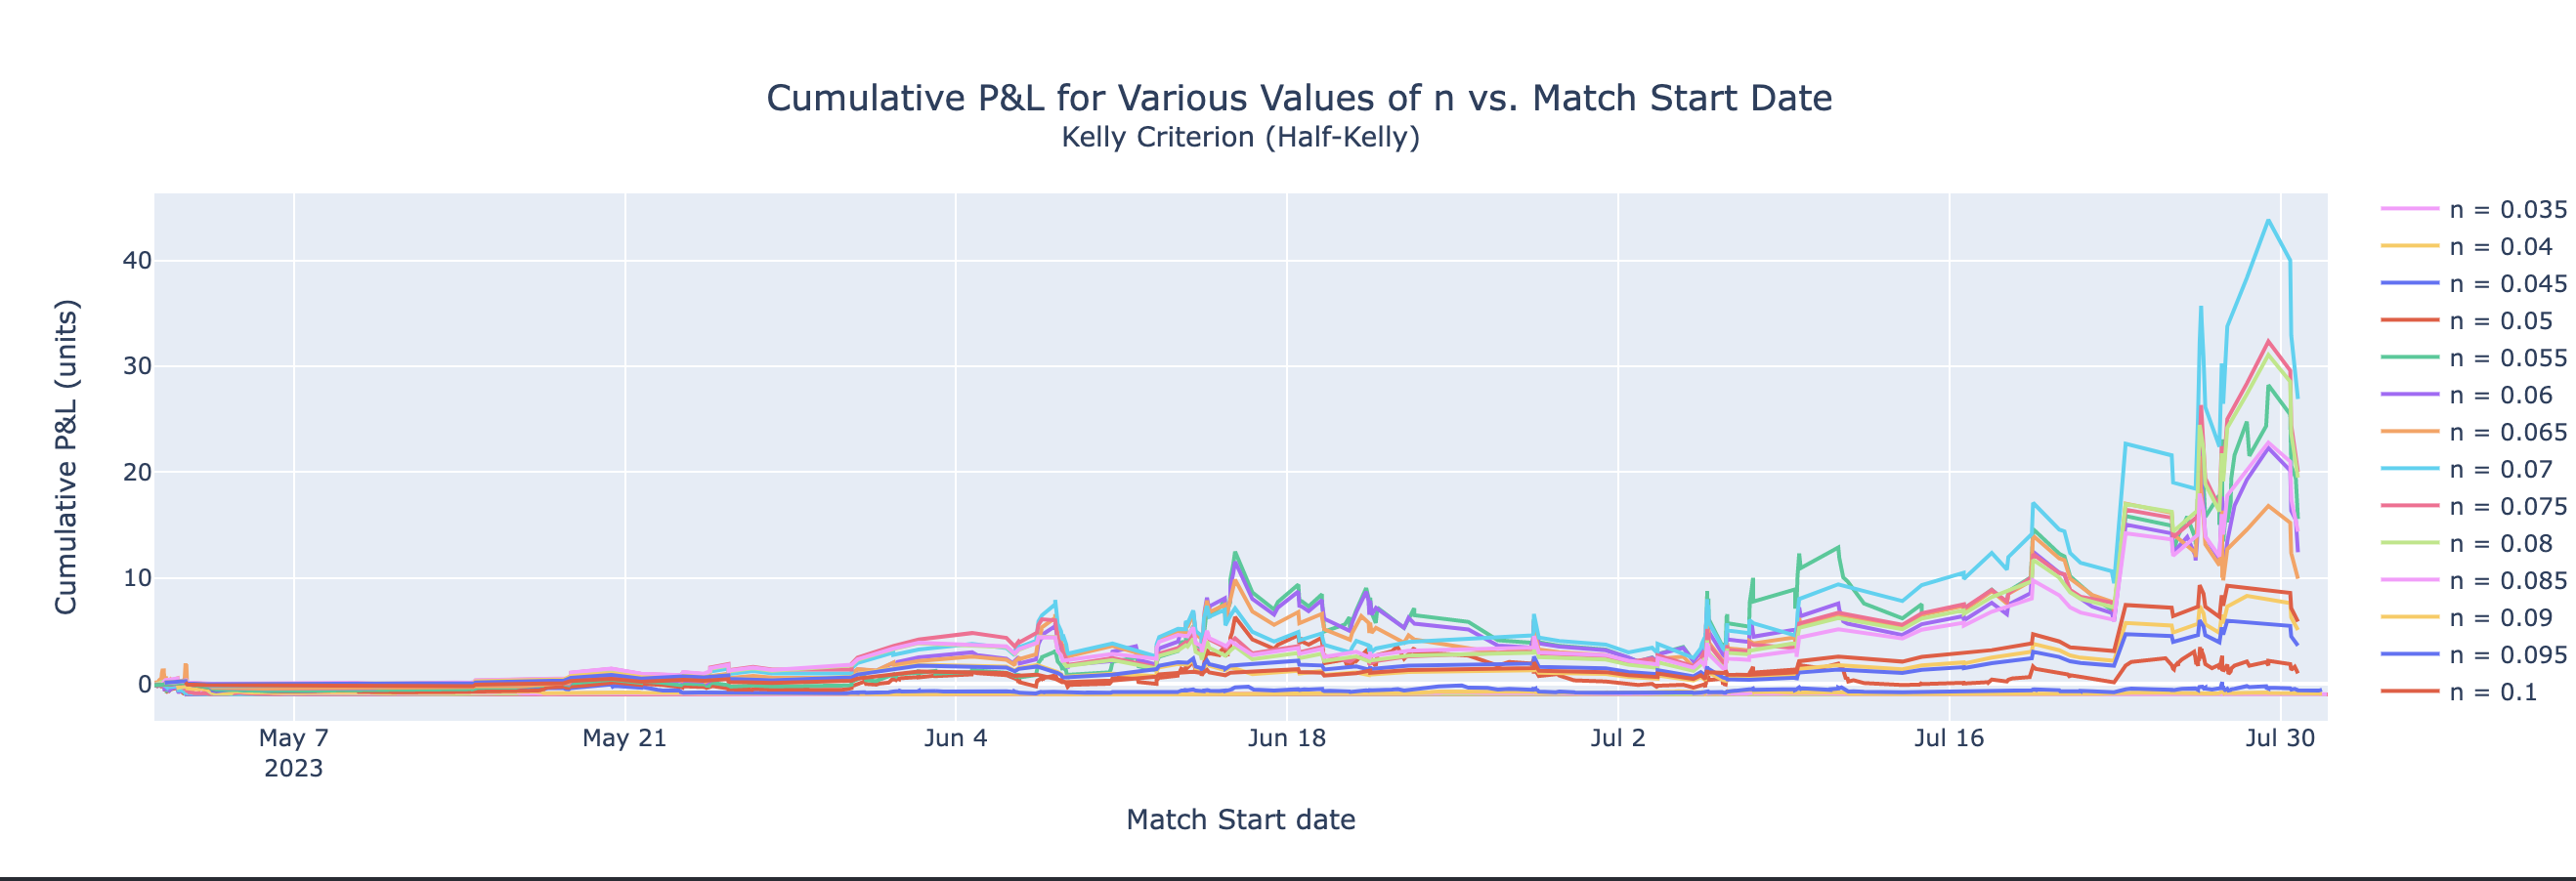 Cumulative P&L for Various Values of n vs. Match Start Date
Kelly Criterion (Half-Kelly)
Cumulative P&L (units)
40
30
20
10
0
May 7
2023
May 21
Jun 4
Jun 18
Jul 2
Jul 16
Jul 30
Match Start date
n = 0.035
n = 0.04
n = 0.045
n = 0.05
n = 0.055
n = 0.06
n = 0.065
n = 0.07
n = 0.075
n = 0.08
n = 0.085
n = 0.09
n = 0.095
n = 0.1